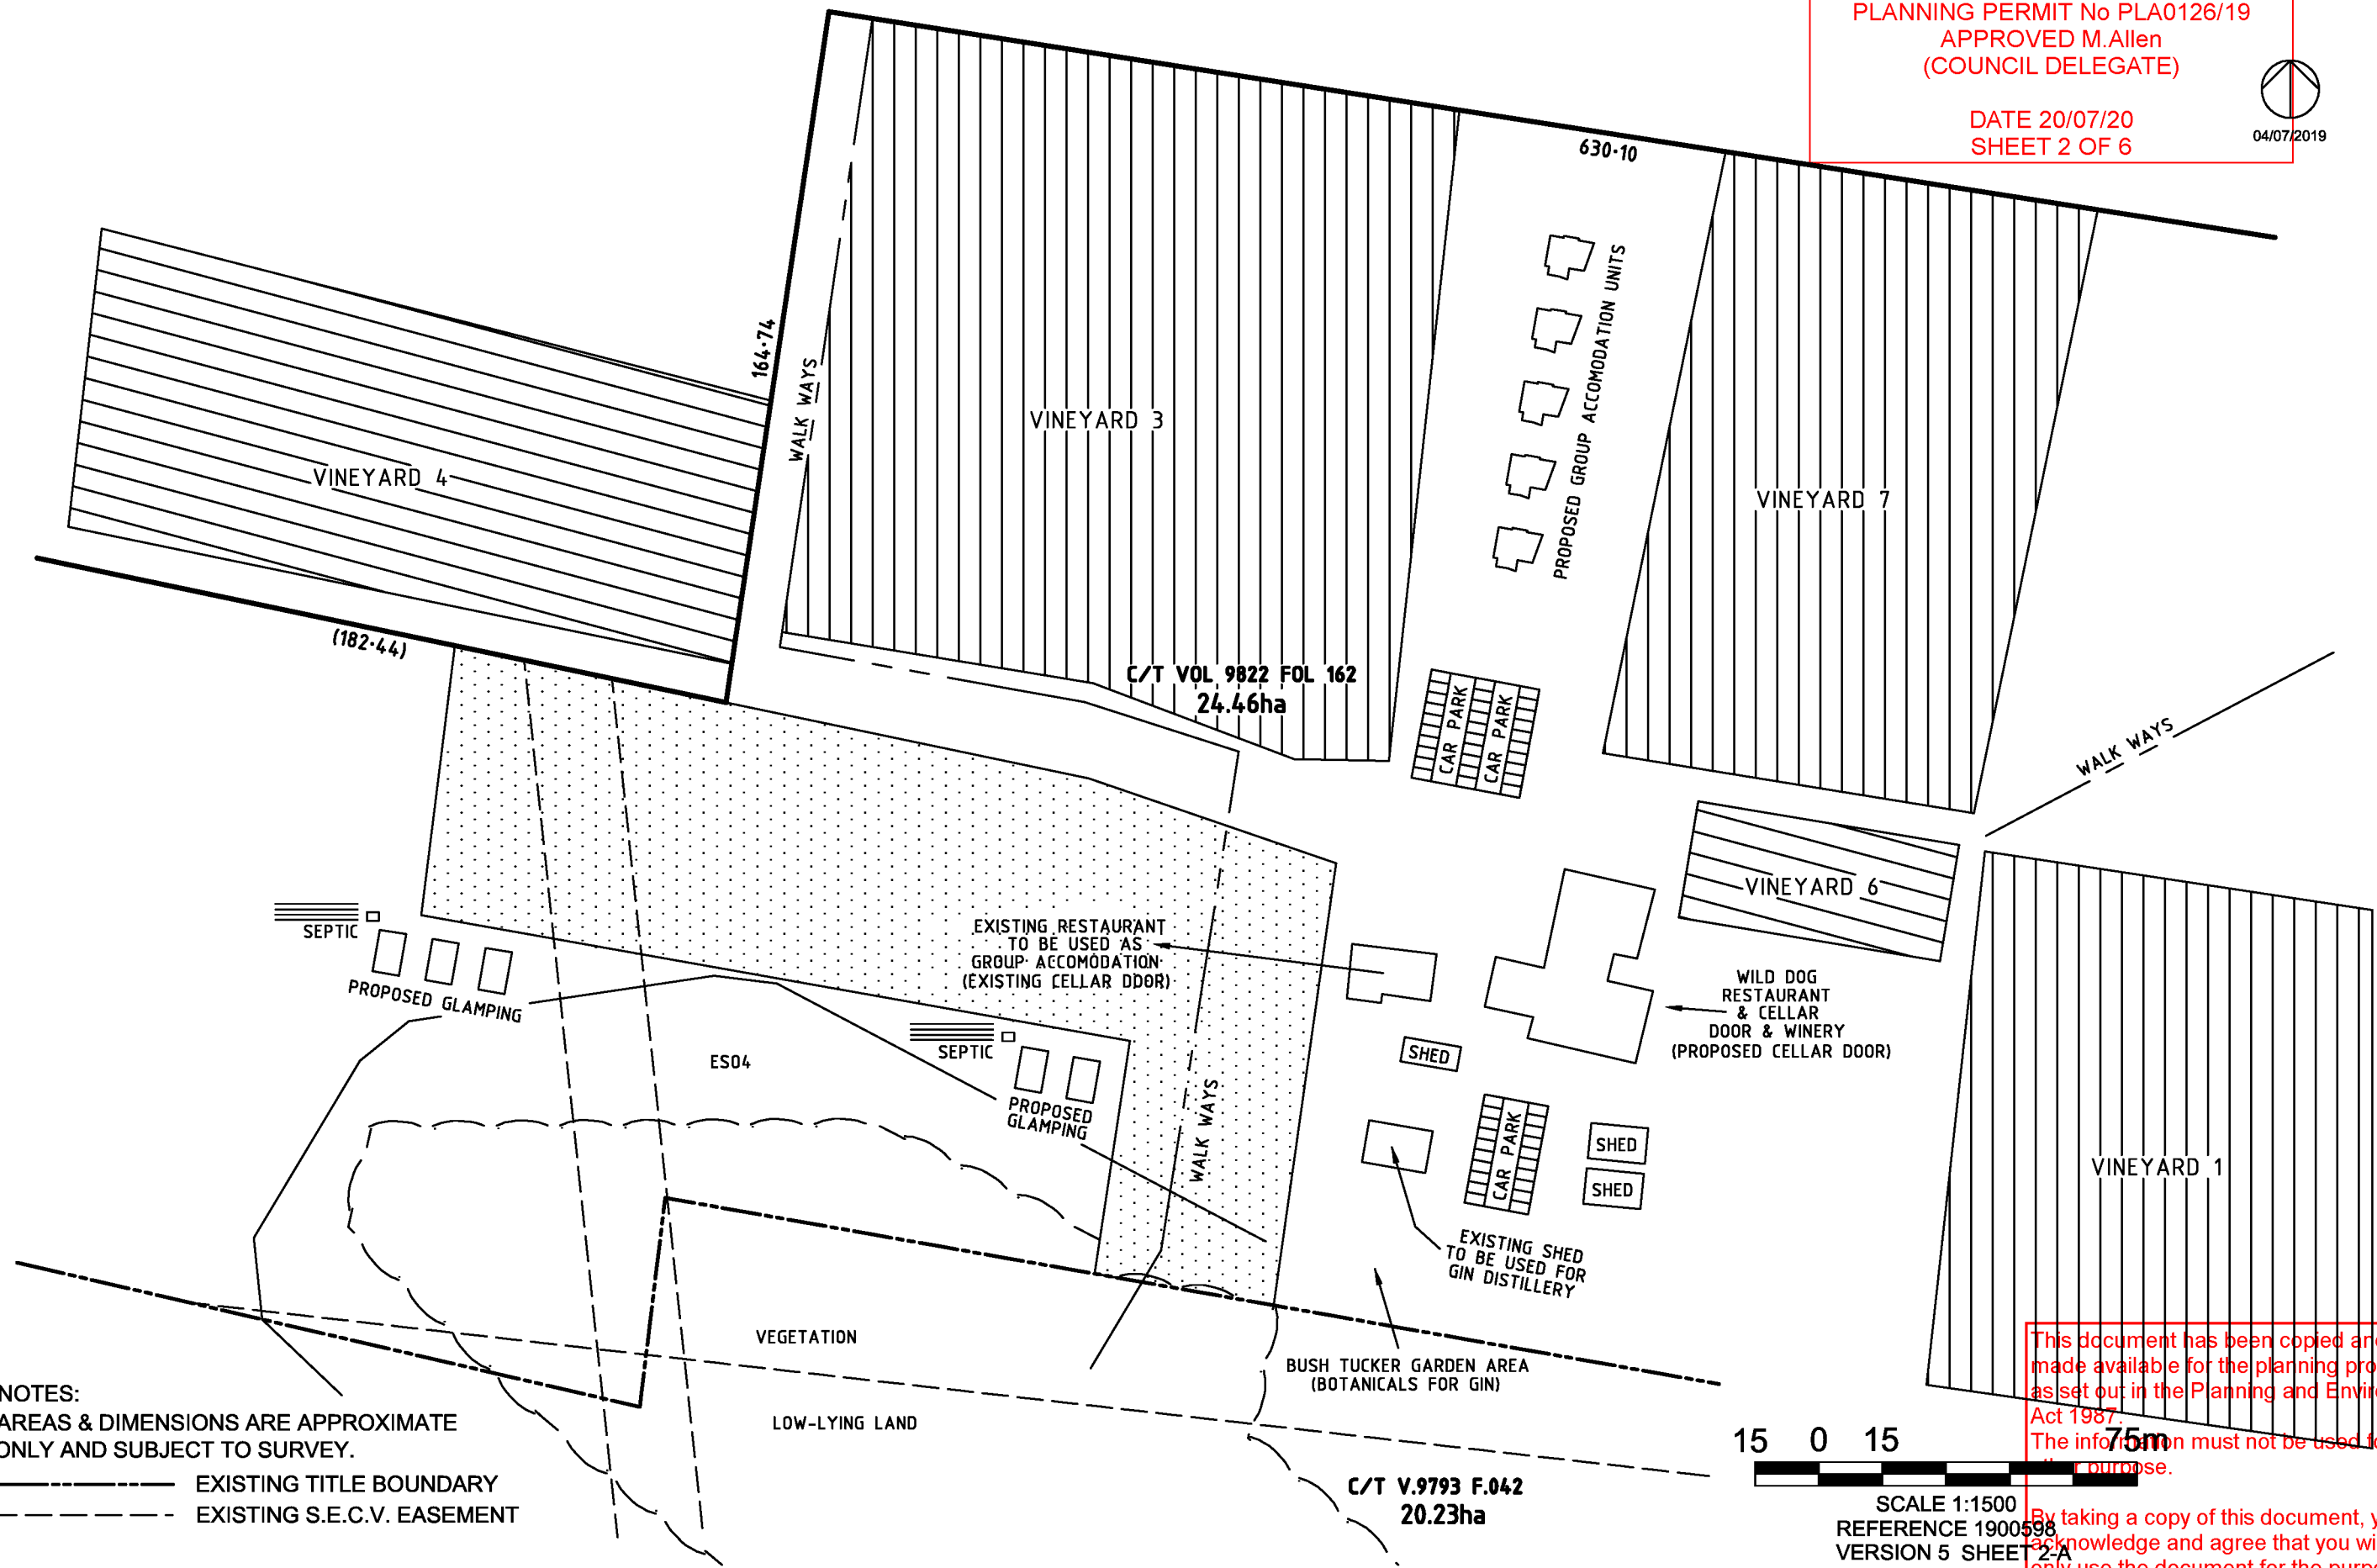 PLANNING PERMIT No PLA0126/19
APPROVED M.Allen
(COUNCIL DELEGATE)
DATE 20/07/20
SHEET 2 OF 6
04/07/2019
630·10
164·74
WALK WAYS
VINEYARD 3
PROPOSED GROUP ACCOMODATION UNITS
VINEYARD 7
VINEYARD 4
(182·44)
C/T VOL 9822 FOL 162
24.46ha
CAR PARK
CAR PARK
WALK WAYS
VINEYARD 6
SEPTIC
PROPOSED GLAMPING
EXISTING RESTAURANT
TO BE USED AS
GROUP ACCOMODATION
(EXISTING CELLAR DOOR)
WILD DOG
RESTAURANT
& CELLAR
DOOR & WINERY
(PROPOSED CELLAR DOOR)
SEPTIC
ESO4
SHED
PROPOSED
GLAMPING
WALK WAYS
CAR PARK
SHED
SHED
VINEYARD 1
EXISTING SHED
TO BE USED FOR
GIN DISTILLERY
VEGETATION
BUSH TUCKER GARDEN AREA
(BOTANICALS FOR GIN)
LOW-LYING LAND
C/T V.9793 F.042
20.23ha
NOTES:
AREAS & DIMENSIONS ARE APPROXIMATE
ONLY AND SUBJECT TO SURVEY.
EXISTING TITLE BOUNDARY
EXISTING S.E.C.V. EASEMENT
15 0 15 75m
SCALE 1:1500
REFERENCE 1900598
VERSION 5 SHEET 2-A
This document has been copied
made available for the planning
as set out in the Planning and
Act 1987.
The information must not be used
purpose.
By taking a copy of this document,
acknowledge and agree that you
only use the document for the